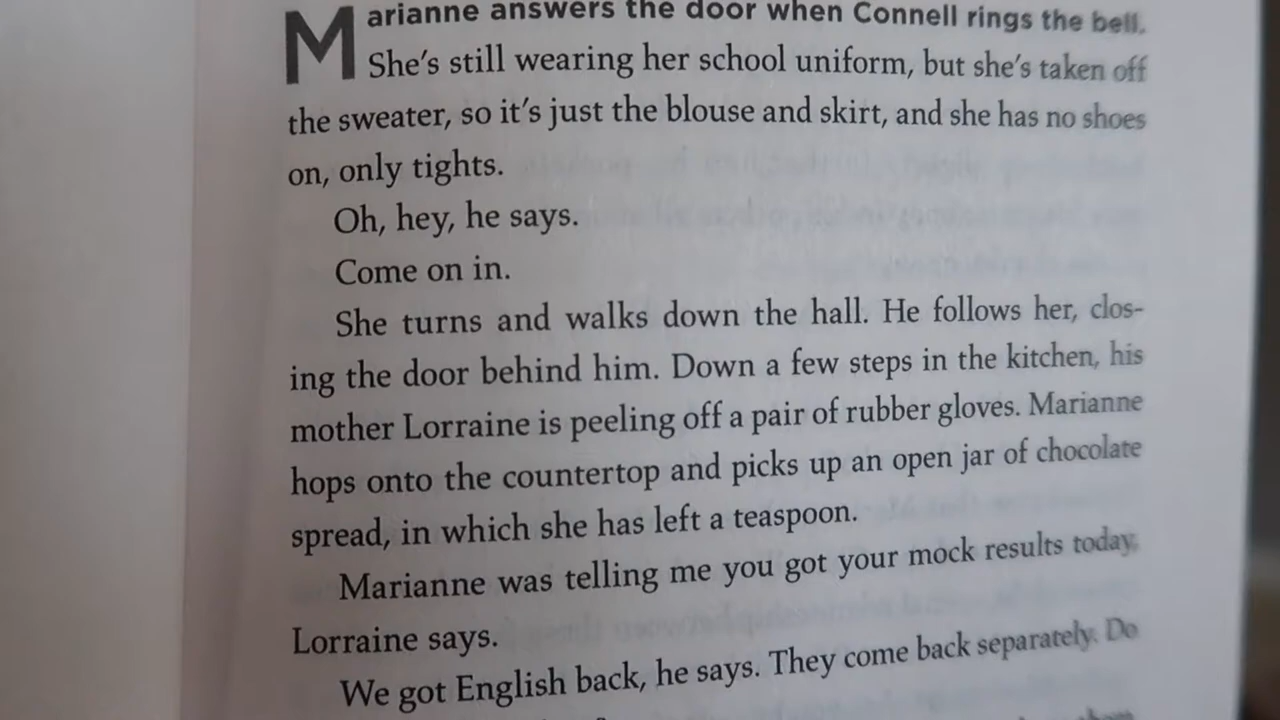 Marianne answers the door when Connell rings the bell.
She's still wearing her school uniform, but she's taken off
the sweater, so it's just the blouse and skirt, and she has no shoes
on, only tights.
Oh, hey, he says.
Come on in.
She turns and walks down the hall. He follows her, clos-
ing the door behind him. Down a few steps in the kitchen, his
mother Lorraine is peeling off a pair of rubber gloves. Marianne
hops onto the countertop and picks up an open jar of chocolate
spread, in which she has left a teaspoon.
Marianne was telling me you got your mock results today,
Lorraine says.
We got English back, he says. They come back separately. Do